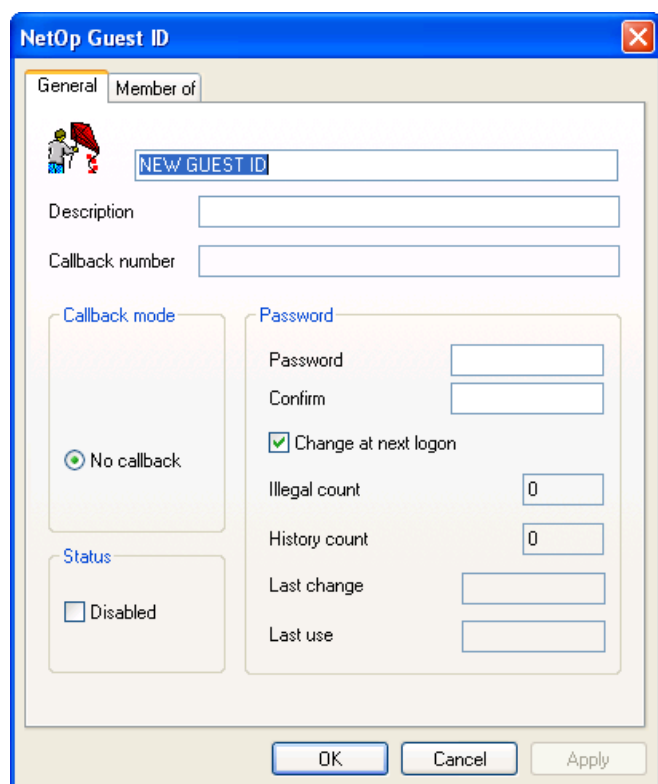 NetOp Guest ID
General
Member of
NEW GUEST ID
Description
Callback number
Callback mode
No callback
Status
Disabled
Password
Password
Confirm
Change at next logon
Illegal count 0
History count 0
Last change
Last use
OK
Cancel
Apply